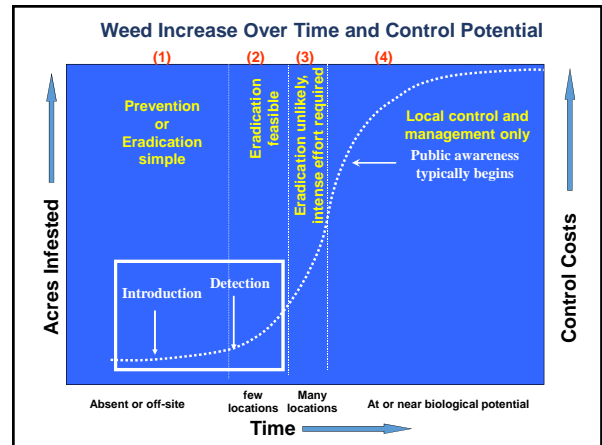 Weed Increase Over Time and Control Potential
(1)
(2)
(3)
(4)
Prevention
or
Eradication
simple
Eradication
feasible
Eradication unlikely,
intense effort required
Local control and
management only
Public awareness
typically begins
Introduction
Detection
Acres Infested
Control Costs
Absent or off-site
few
locations
Many
locations
At or near biological potential
Time